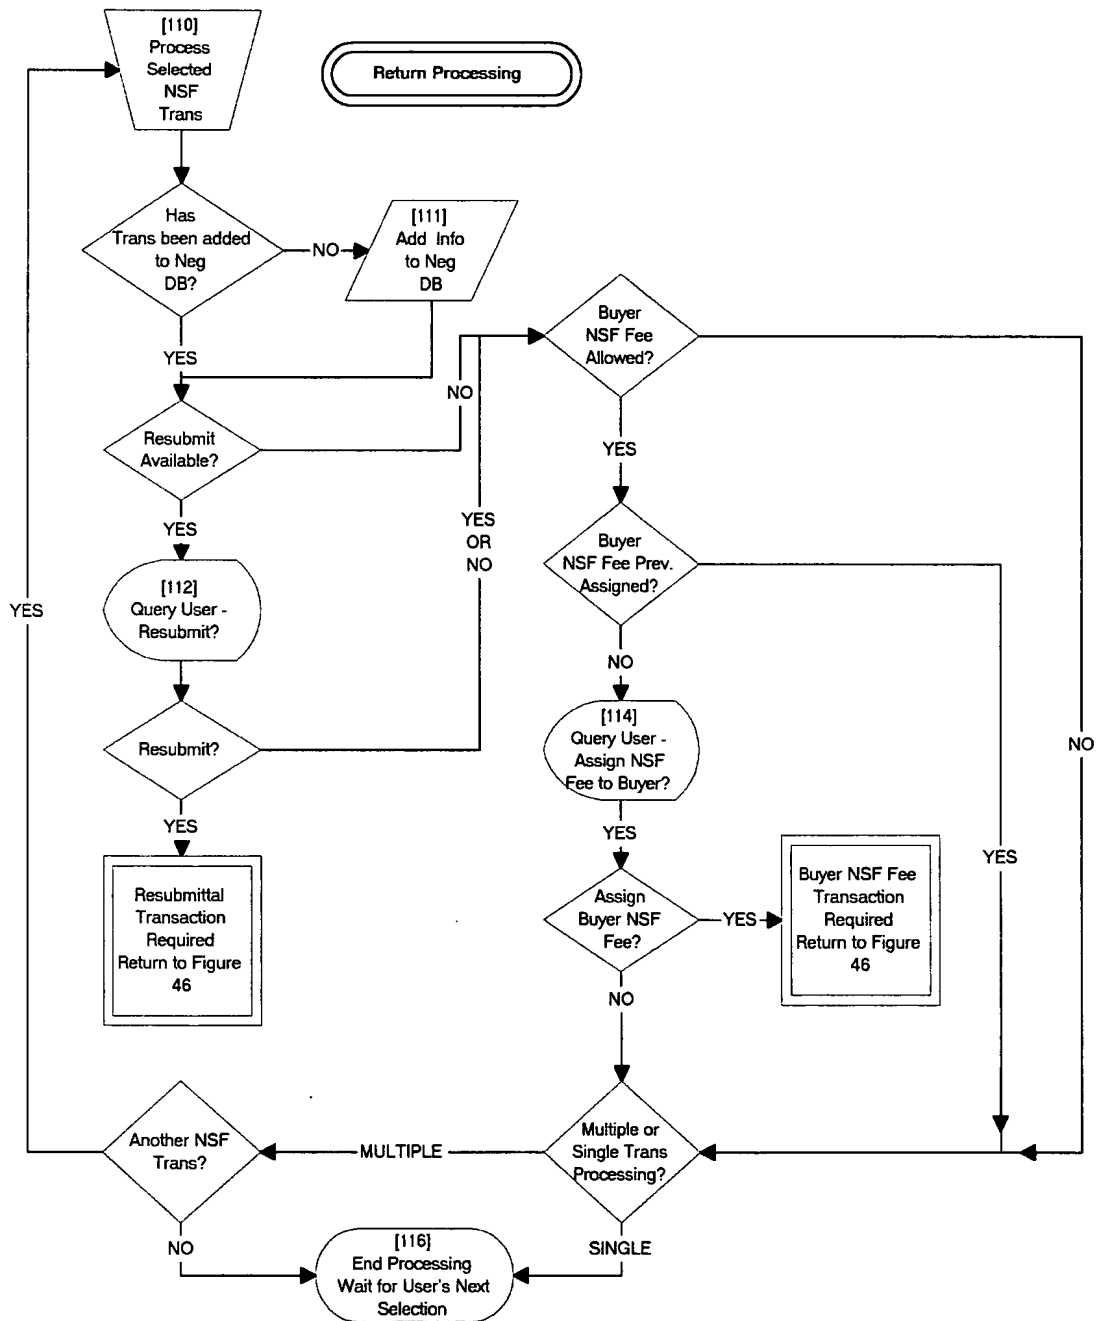 [110]
Process
Selected
NSF
Trans
Return Processing
Has
Trans been added
to Neg
DB?
NO
[111]
Add Info
to Neg
DB
YES
Buyer
NSF Fee
Allowed?
NO
Resubmit
Available?
YES
YES
[112]
Query User -
Resubmit?
YES
OR
NO
Buyer
NSF Fee Prev.
Assigned?
YES
NO
Resubmit?
[114]
Query User -
Assign NSF
Fee to Buyer?
NO
YES
YES
YES
Resubmittal
Transaction
Required
Return to Figure
46
Assign
Buyer NSF
Fee?
YES
Buyer NSF Fee
Transaction
Required
Return to Figure
46
NO
Another NSF
Trans?
MULTIPLE
Multiple or
Single Trans
Processing?
NO
[116]
End Processing
Wait for User's Next
Selection
SINGLE